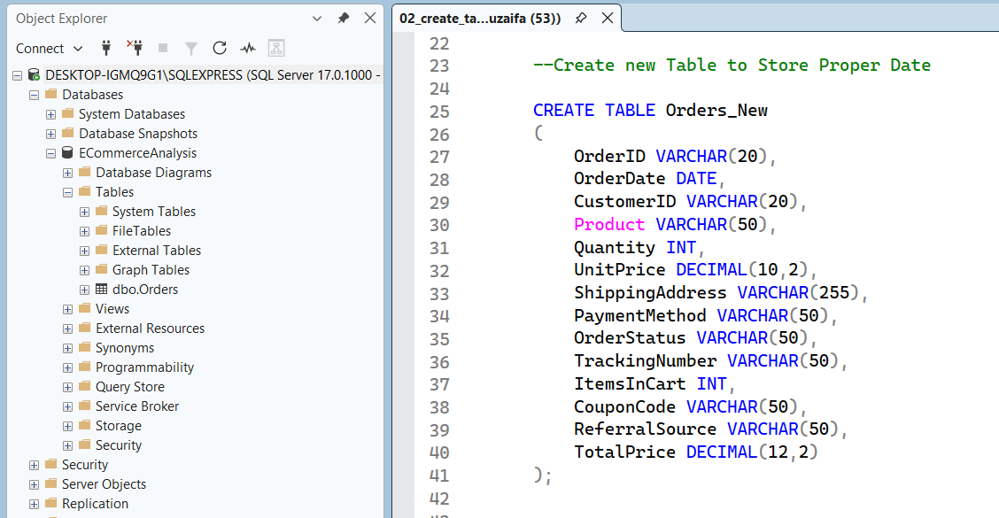 Object Explorer
Connect
DESKTOP-IGMQ9G1\SQLEXPRESS (SQL Server 17.0.1000 -
Databases
System Databases
Database Snapshots
ECommerceAnalysis
Database Diagrams
Tables
System Tables
FileTables
External Tables
Graph Tables
dbo.Orders
Views
External Resources
Synonyms
Programmability
Query Store
Service Broker
Storage
Security
Security
Server Objects
Replication
02_create_ta...uzaifa (53))
22
23 --Create new Table to Store Proper Date
24
25 CREATE TABLE Orders_New
26 (
27 OrderID VARCHAR(20),
28 OrderDate DATE,
29 CustomerID VARCHAR(20),
30 Product VARCHAR(50),
31 Quantity INT,
32 UnitPrice DECIMAL(10,2),
33 ShippingAddress VARCHAR(255),
34 PaymentMethod VARCHAR(50),
35 OrderStatus VARCHAR(50),
36 TrackingNumber VARCHAR(50),
37 ItemsInCart INT,
38 CouponCode VARCHAR(50),
39 ReferralSource VARCHAR(50),
40 TotalPrice DECIMAL(12,2)
41 );
42